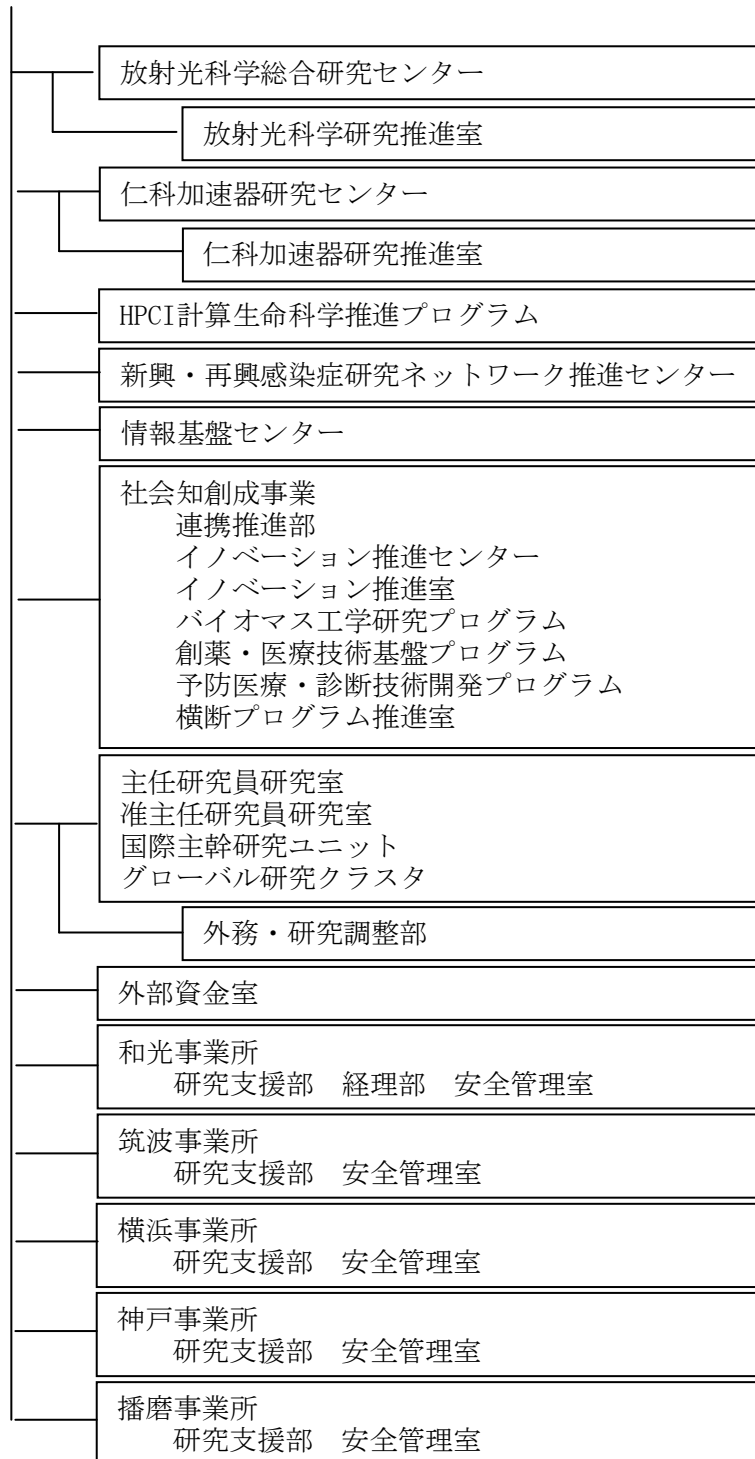 放射光科学総合研究センター
放射光科学研究推進室
仁科加速器研究センター
仁科加速器研究推進室
HPCI計算生命科学推進プログラム
新興・再興感染症研究ネットワーク推進センター
情報基盤センター
社会知創成事業
連携推進部
イノベーション推進センター
イノベーション推進室
バイオマス工学研究プログラム
創薬・医療技術基盤プログラム
予防医療・診断技術開発プログラム
横断プログラム推進室
主任研究員研究室
准主任研究員研究室
国際主幹研究ユニット
グローバル研究クラスタ
外務・研究調整部
外部資金室
和光事業所
研究支援部　経理部　安全管理室
筑波事業所
研究支援部　安全管理室
横浜事業所
研究支援部　安全管理室
神戸事業所
研究支援部　安全管理室
播磨事業所
研究支援部　安全管理室